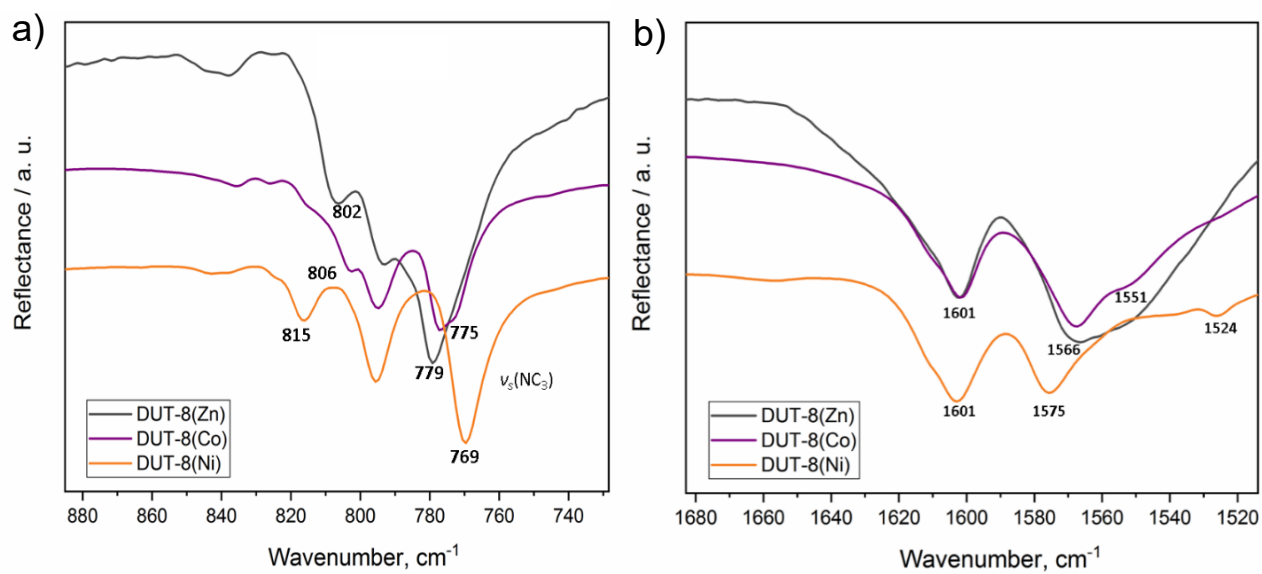 a)
Reflectance / a. u.
802
806
815
775
779
νs(NC3)
769
DUT-8(Zn)
DUT-8(Co)
DUT-8(Ni)
880 860 840 820 800 780 760 740
Wavenumber, cm-1
b)
Reflectance / a. u.
1601
1551
1566
1524
1601
1575
DUT-8(Zn)
DUT-8(Co)
DUT-8(Ni)
1680 1660 1640 1620 1600 1580 1560 1540 1520
Wavenumber, cm-1